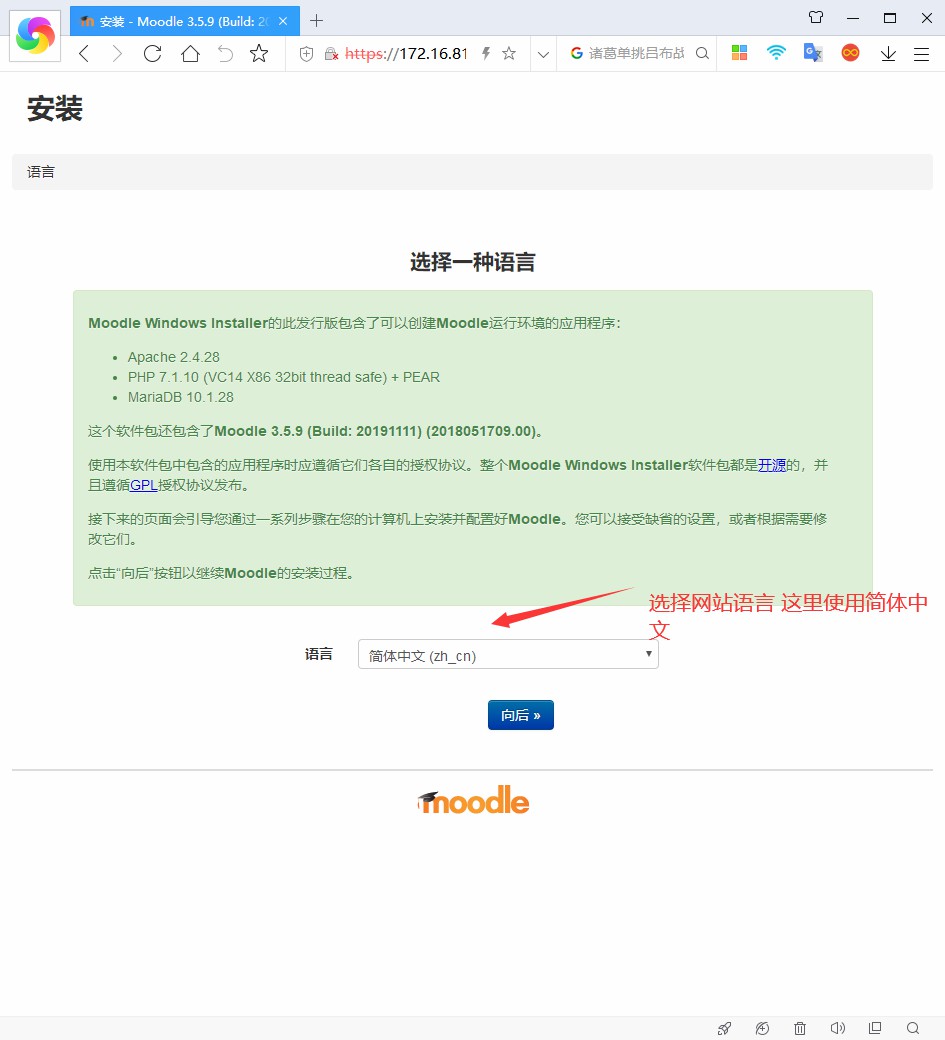 安装 - Moodle 3.5.9 (Build: 20
https://172.16.81
诸葛单挑吕布战
安装
语言
选择一种语言
Moodle Windows Installer的此发行版包含了可以创建Moodle运行环境的应用程序：
Apache 2.4.28
PHP 7.1.10 (VC14 X86 32bit thread safe) + PEAR
MariaDB 10.1.28
这个软件包还包含了Moodle 3.5.9 (Build: 20191111) (2018051709.00)。
使用本软件包中包含的应用程序时应遵循它们各自的授权协议。整个Moodle Windows Installer软件包都是开源的，并
且遵循GPL授权协议发布。
接下来的页面会引导您通过一系列步骤在您的计算机上安装并配置好Moodle。您可以接受缺省的设置，或者根据需要修
改它们。
点击“向后”按钮以继续Moodle的安装过程。
选择网站语言 这里使用简体中
文
语言 简体中文 (zh_cn)
向后 »
moodle